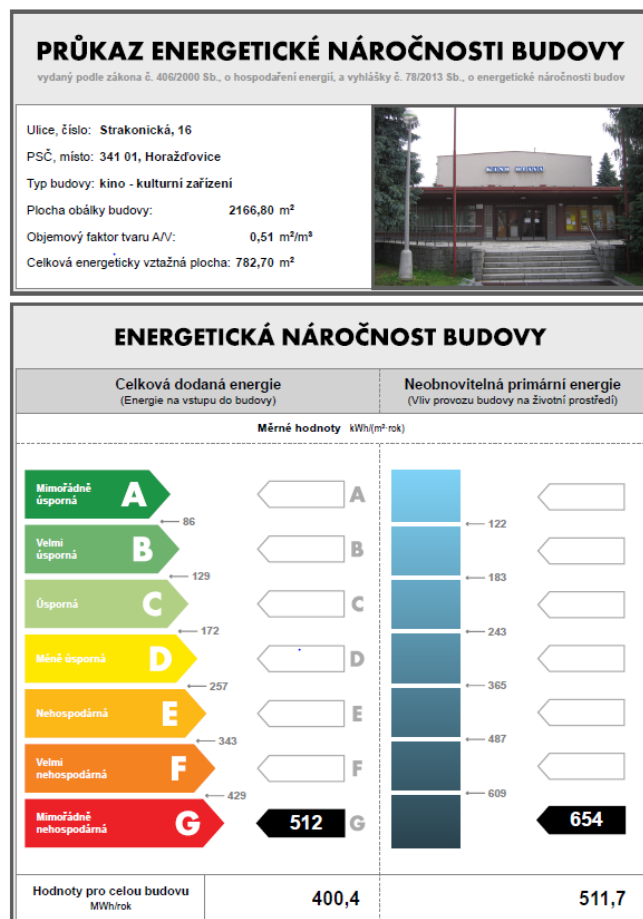 PRŮKAZ ENERGETICKÉ NÁROČNOSTI BUDOVY
vydaný podle zákona č. 406/2000 Sb., o hospodaření energií, a vyhlášky č. 78/2013 Sb., o energetické náročnosti budov
Ulice, číslo: Strakonická, 16
PSČ, místo: 341 01, Horažďovice
Typ budovy: kino - kulturní zařízení
Plocha obálky budovy: 2166,80 m²
Objemový faktor tvaru A/V: 0,51 m²/m³
Celková energeticky vztažná plocha: 782,70 m²
KINO OTAVA
ENERGETICKÁ NÁROČNOST BUDOVY
Celková dodaná energie
(Energie na vstupu do budovy)
Neobnovitelná primární energie
(Vliv provozu budovy na životní prostředí)
Měrné hodnoty kWh/(m²·rok)
Mimořádně úsporná A A
86 122
Velmi úsporná B B
129 183
Úsporná C C
172 243
Méně úsporná D D
257 365
Nehospodárná E E
343 487
Velmi nehospodárná F F
429 609
Mimořádně nehospodárná G 512 G 654
Hodnoty pro celou budovu
MWh/rok
400,4 511,7